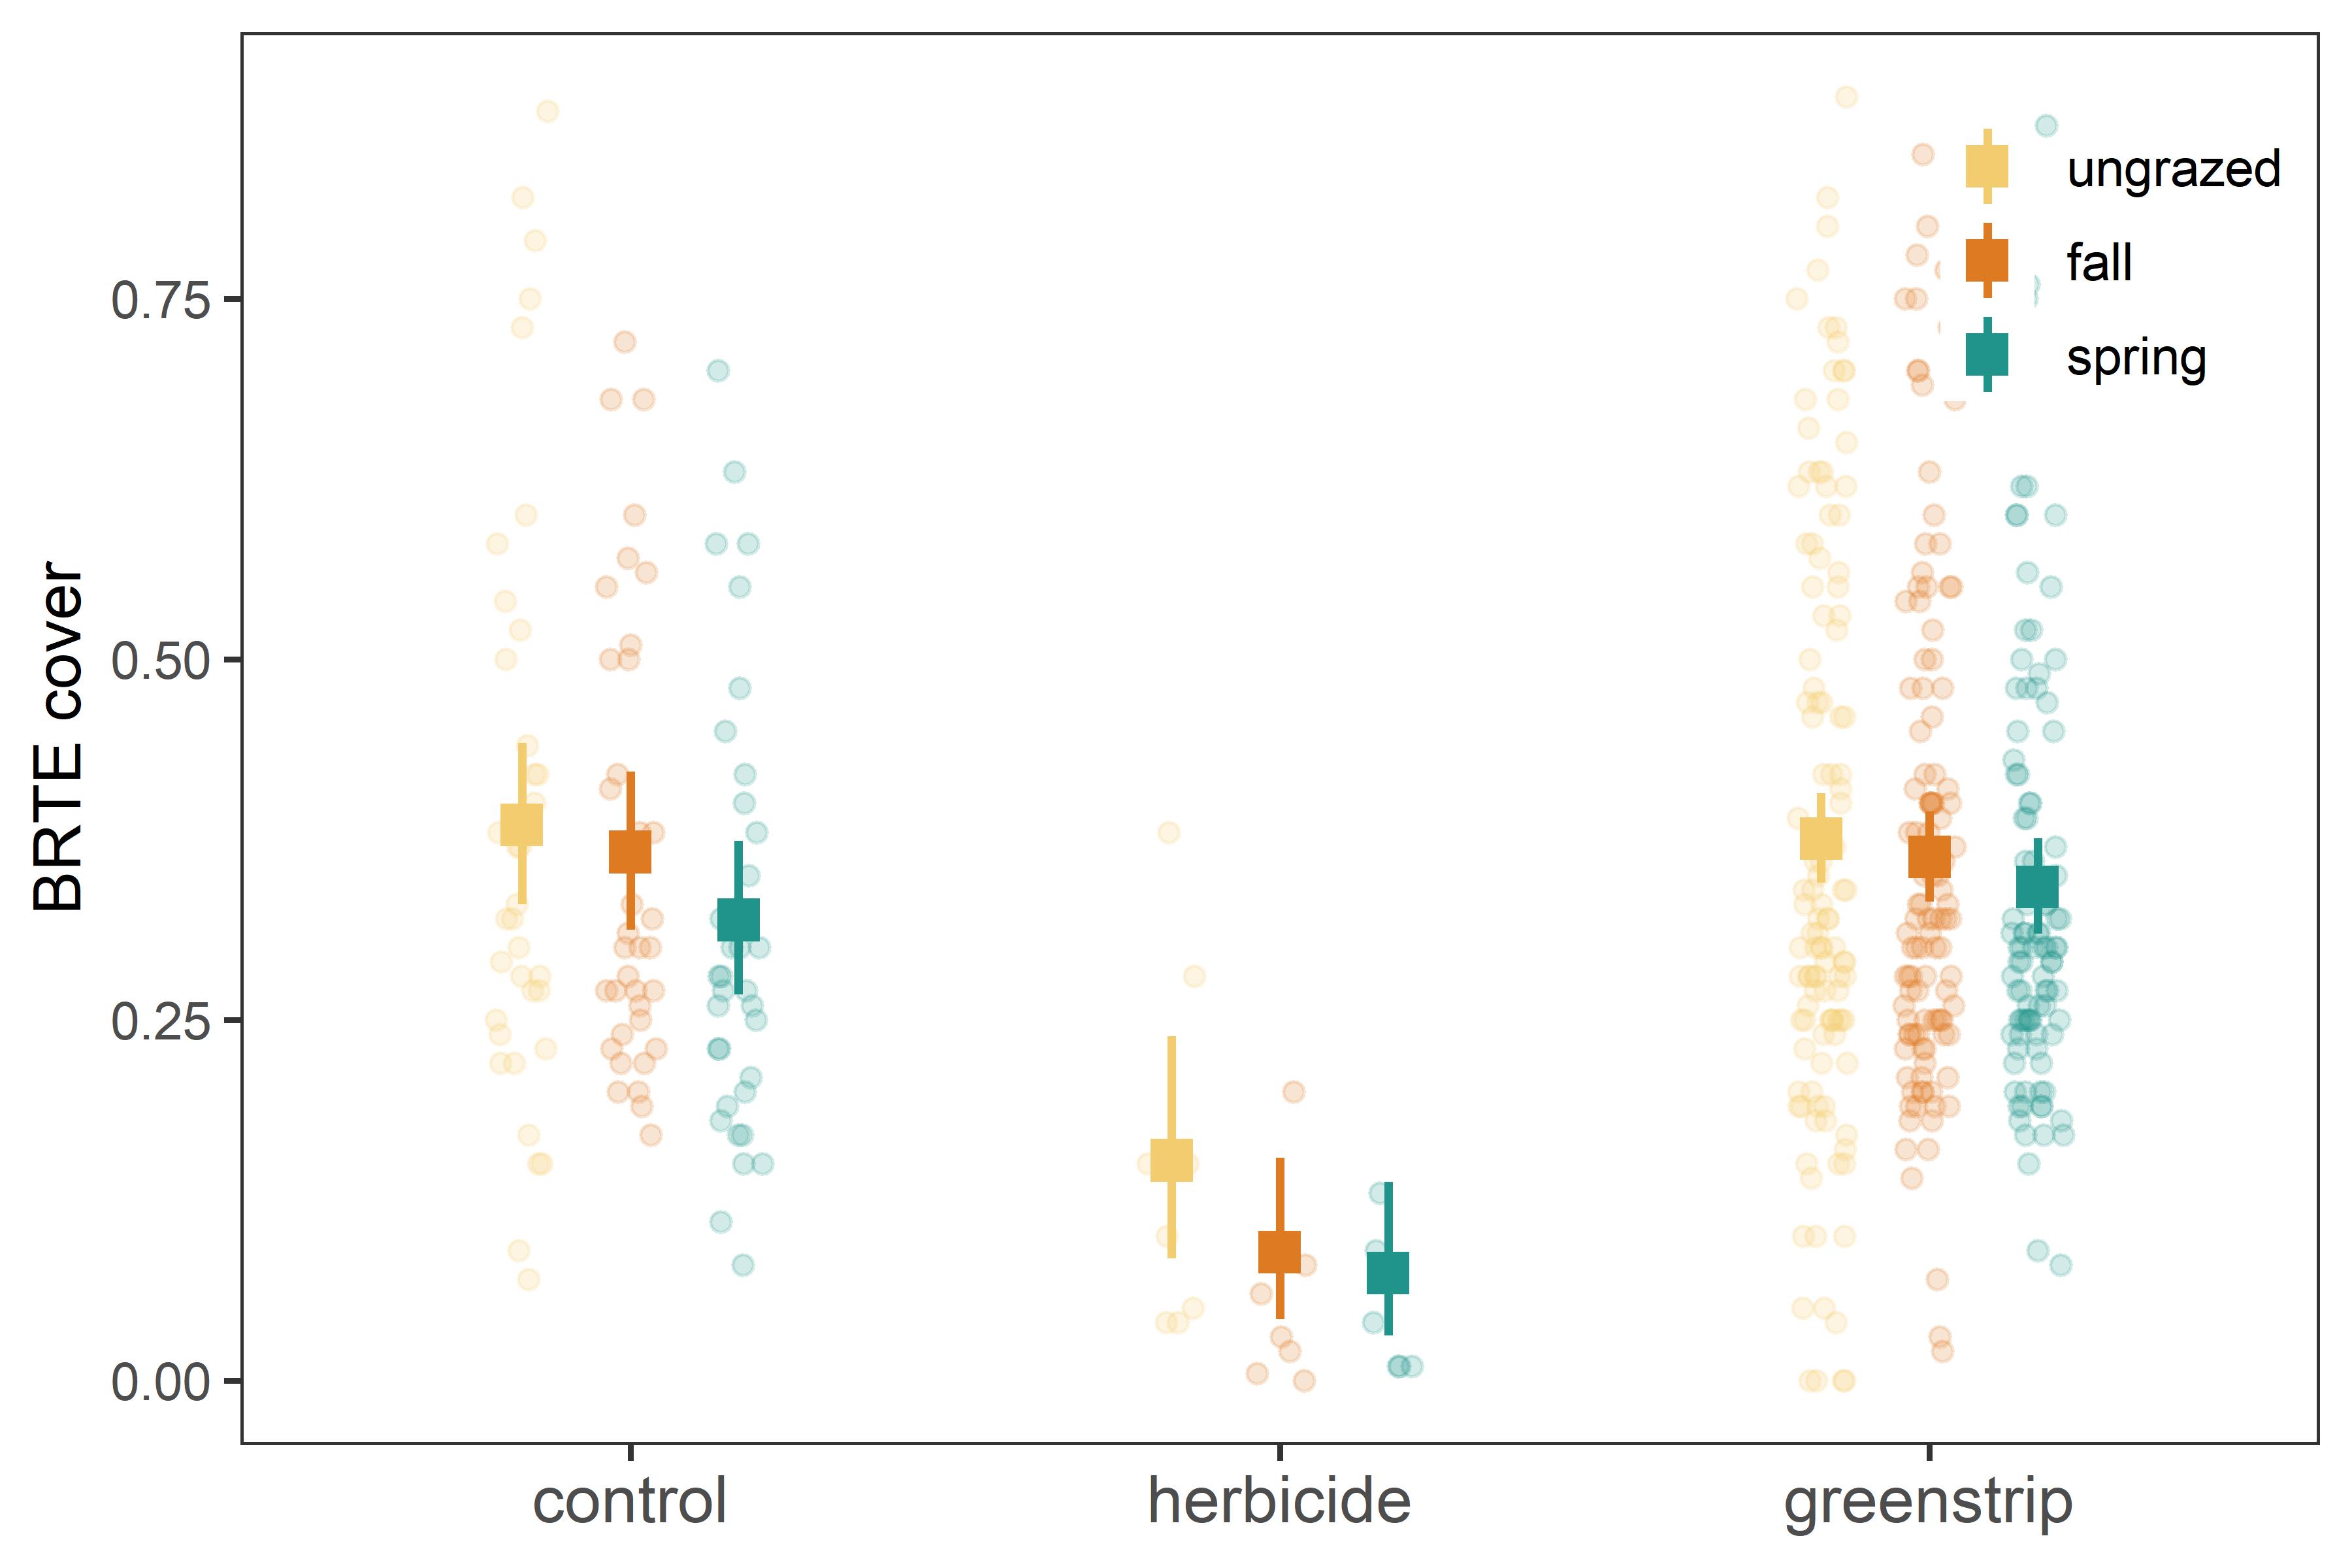 BRTE cover
0.75
0.50
0.25
0.00
control
herbicide
greenstrip
ungrazed
fall
spring